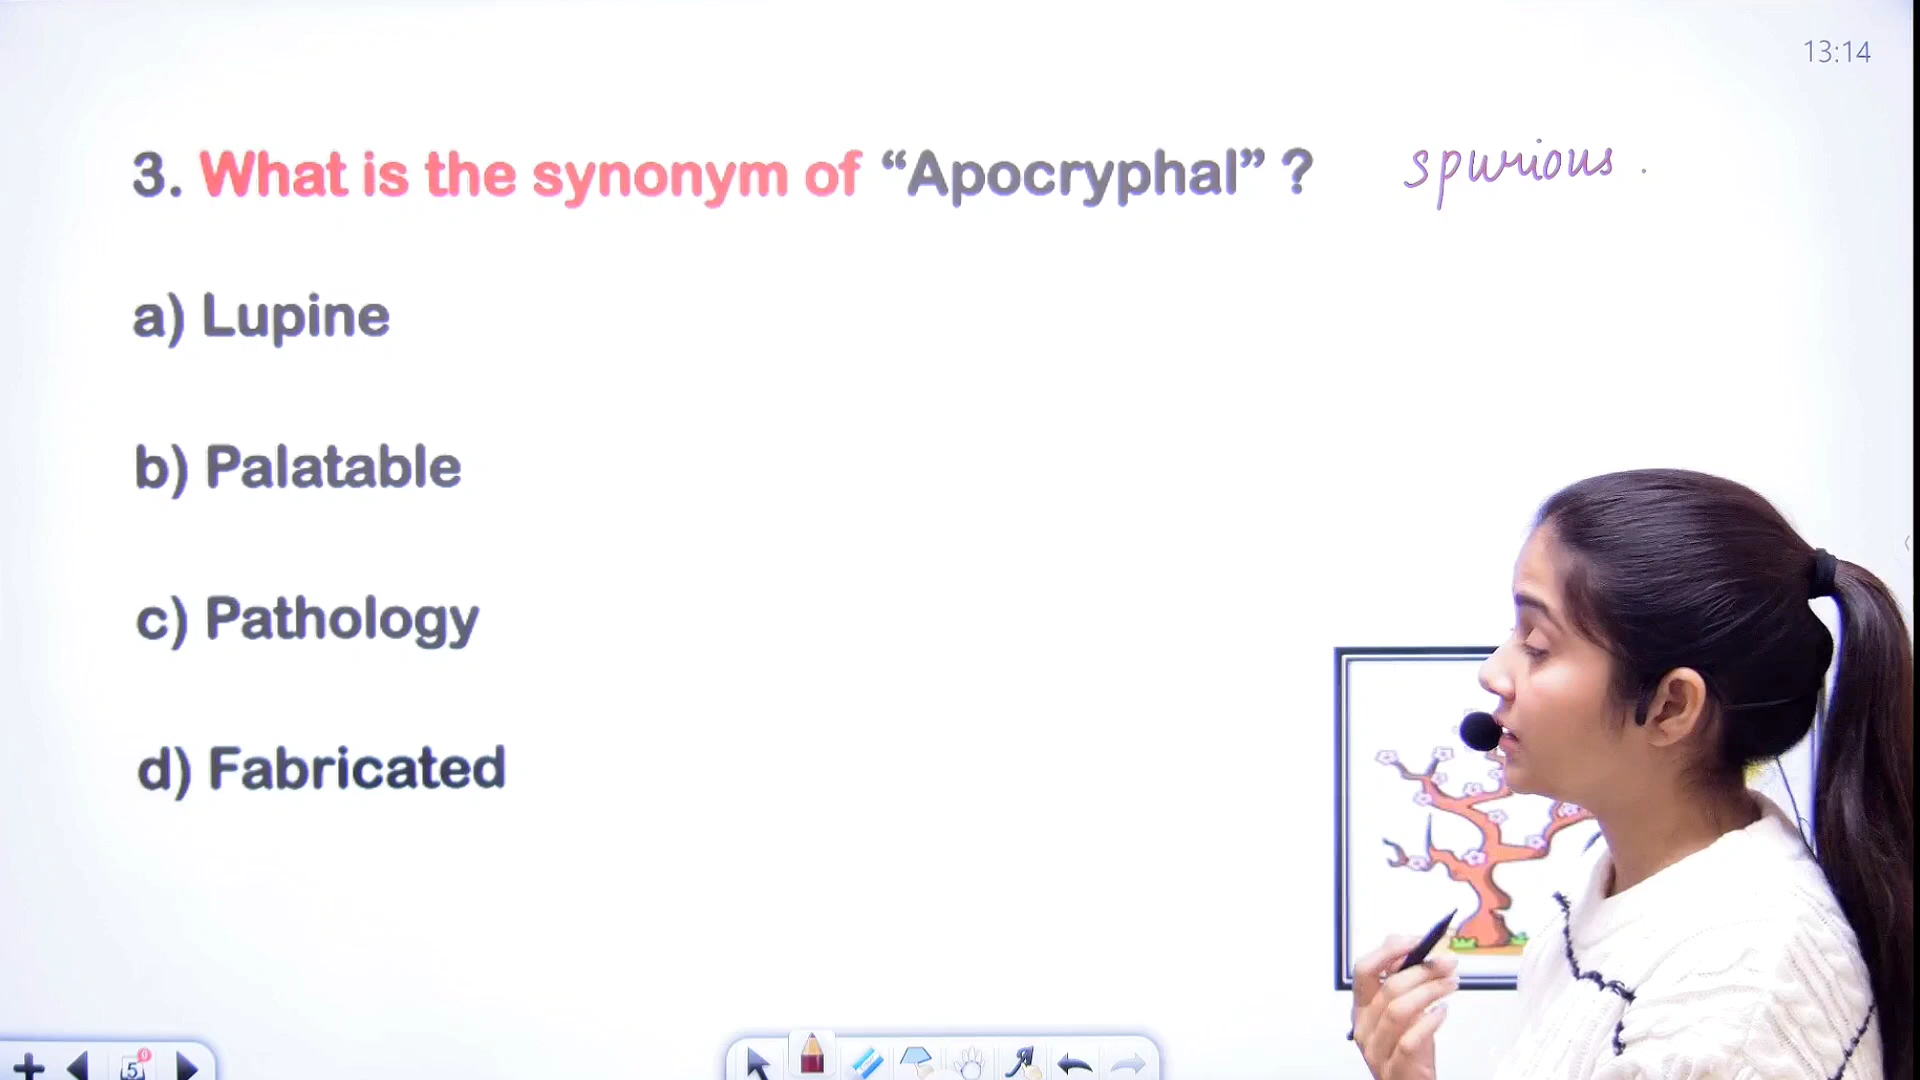 13:14
3. What is the synonym of “Apocryphal” ? spurious .
a) Lupine
b) Palatable
c) Pathology
d) Fabricated
5